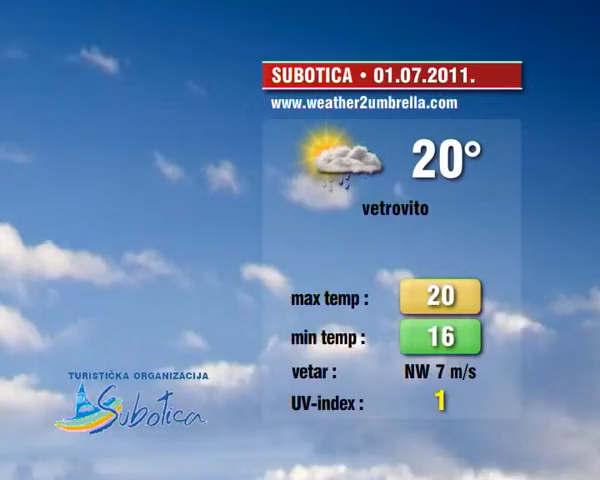 SUBOTICA • 01.07.2011.
www.weather2umbrella.com
20°
vetrovito
max temp : 20
min temp : 16
vetar : NW 7 m/s
UV-index : 1
TURISTIČKA ORGANIZACIJA
Subotica